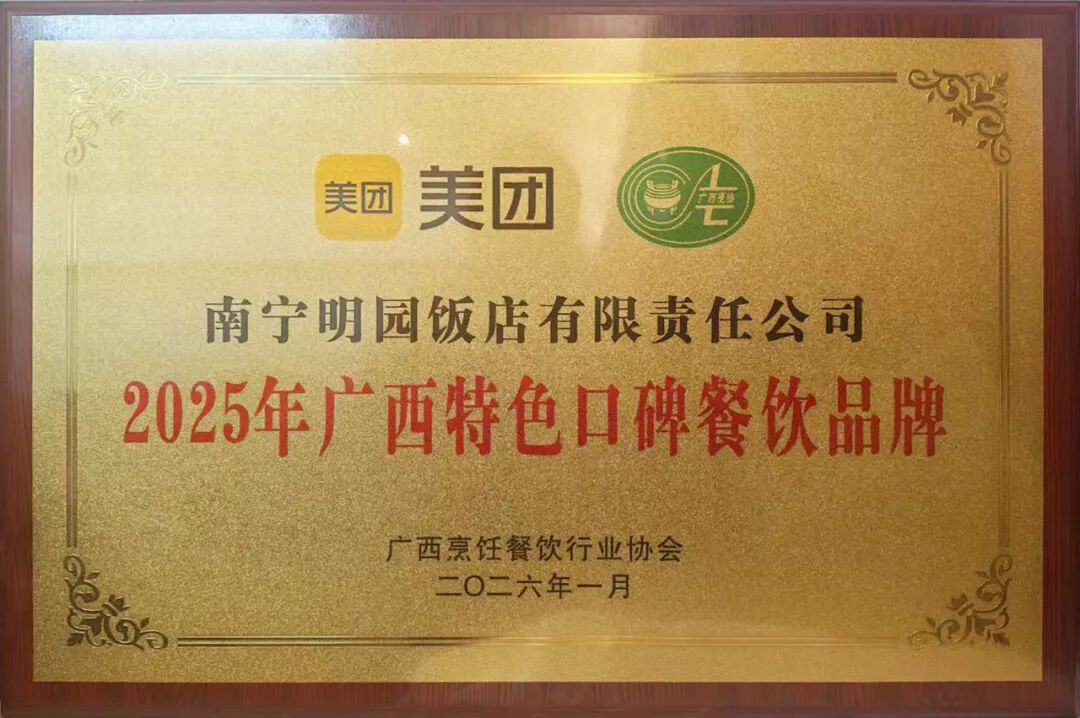 美团 美团 广西烹协
南宁明园饭店有限责任公司
2025年广西特色口碑餐饮品牌
广西烹饪餐饮行业协会
二〇二六年一月